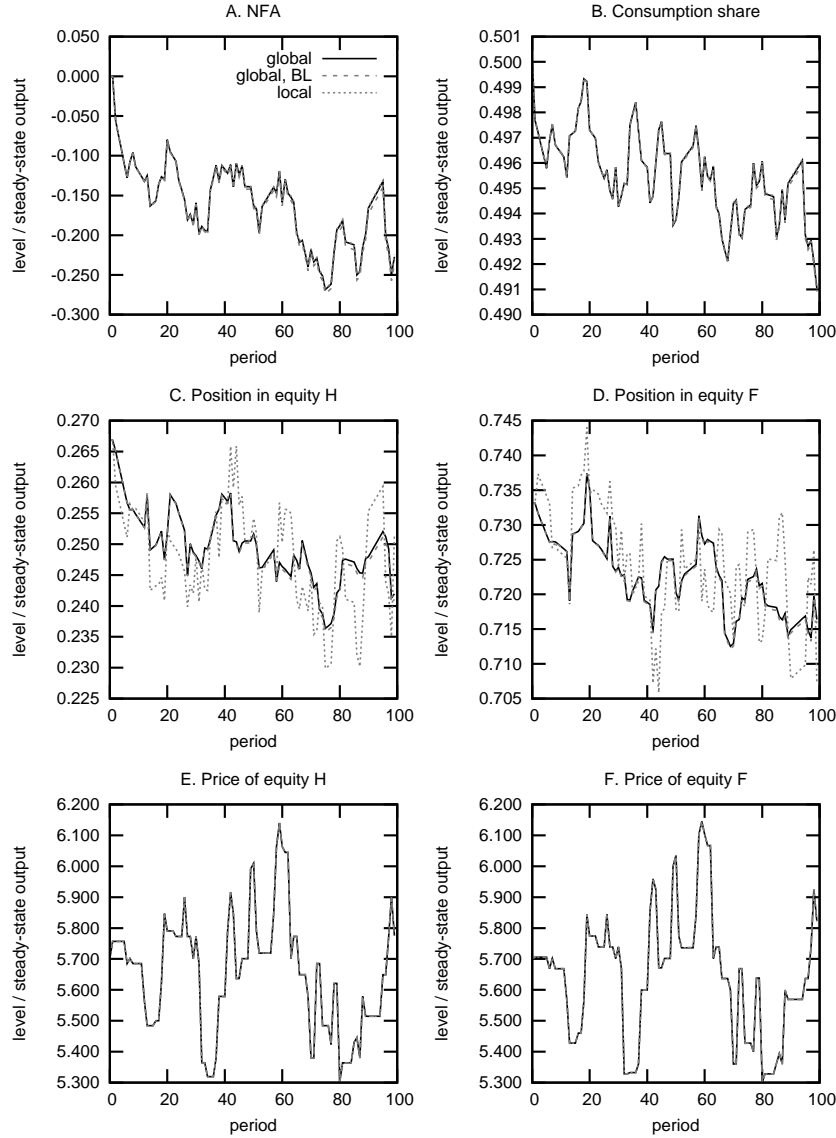 A. NFA
level / steady-state output
0.050
0.000
-0.050
-0.100
-0.150
-0.200
-0.250
-0.300
global
global, BL
local
0 20 40 60 80 100
period
B. Consumption share
level / steady-state output
0.501
0.499
0.498
0.497
0.496
0.495
0.494
0.493
0.492
0.491
0.490
0 20 40 60 80 100
period
C. Position in equity H
level / steady-state output
0.270
0.265
0.260
0.255
0.250
0.245
0.240
0.235
0.230
0.225
0 20 40 60 80 100
period
D. Position in equity F
level / steady-state output
0.745
0.740
0.735
0.730
0.725
0.720
0.715
0.710
0.705
0 20 40 60 80 100
period
E. Price of equity H
level / steady-state output
6.200
6.100
6.000
5.900
5.800
5.700
5.600
5.500
5.400
5.300
0 20 40 60 80 100
period
F. Price of equity F
level / steady-state output
6.200
6.100
6.000
5.900
5.800
5.700
5.600
5.500
5.400
5.300
0 20 40 60 80 100
period